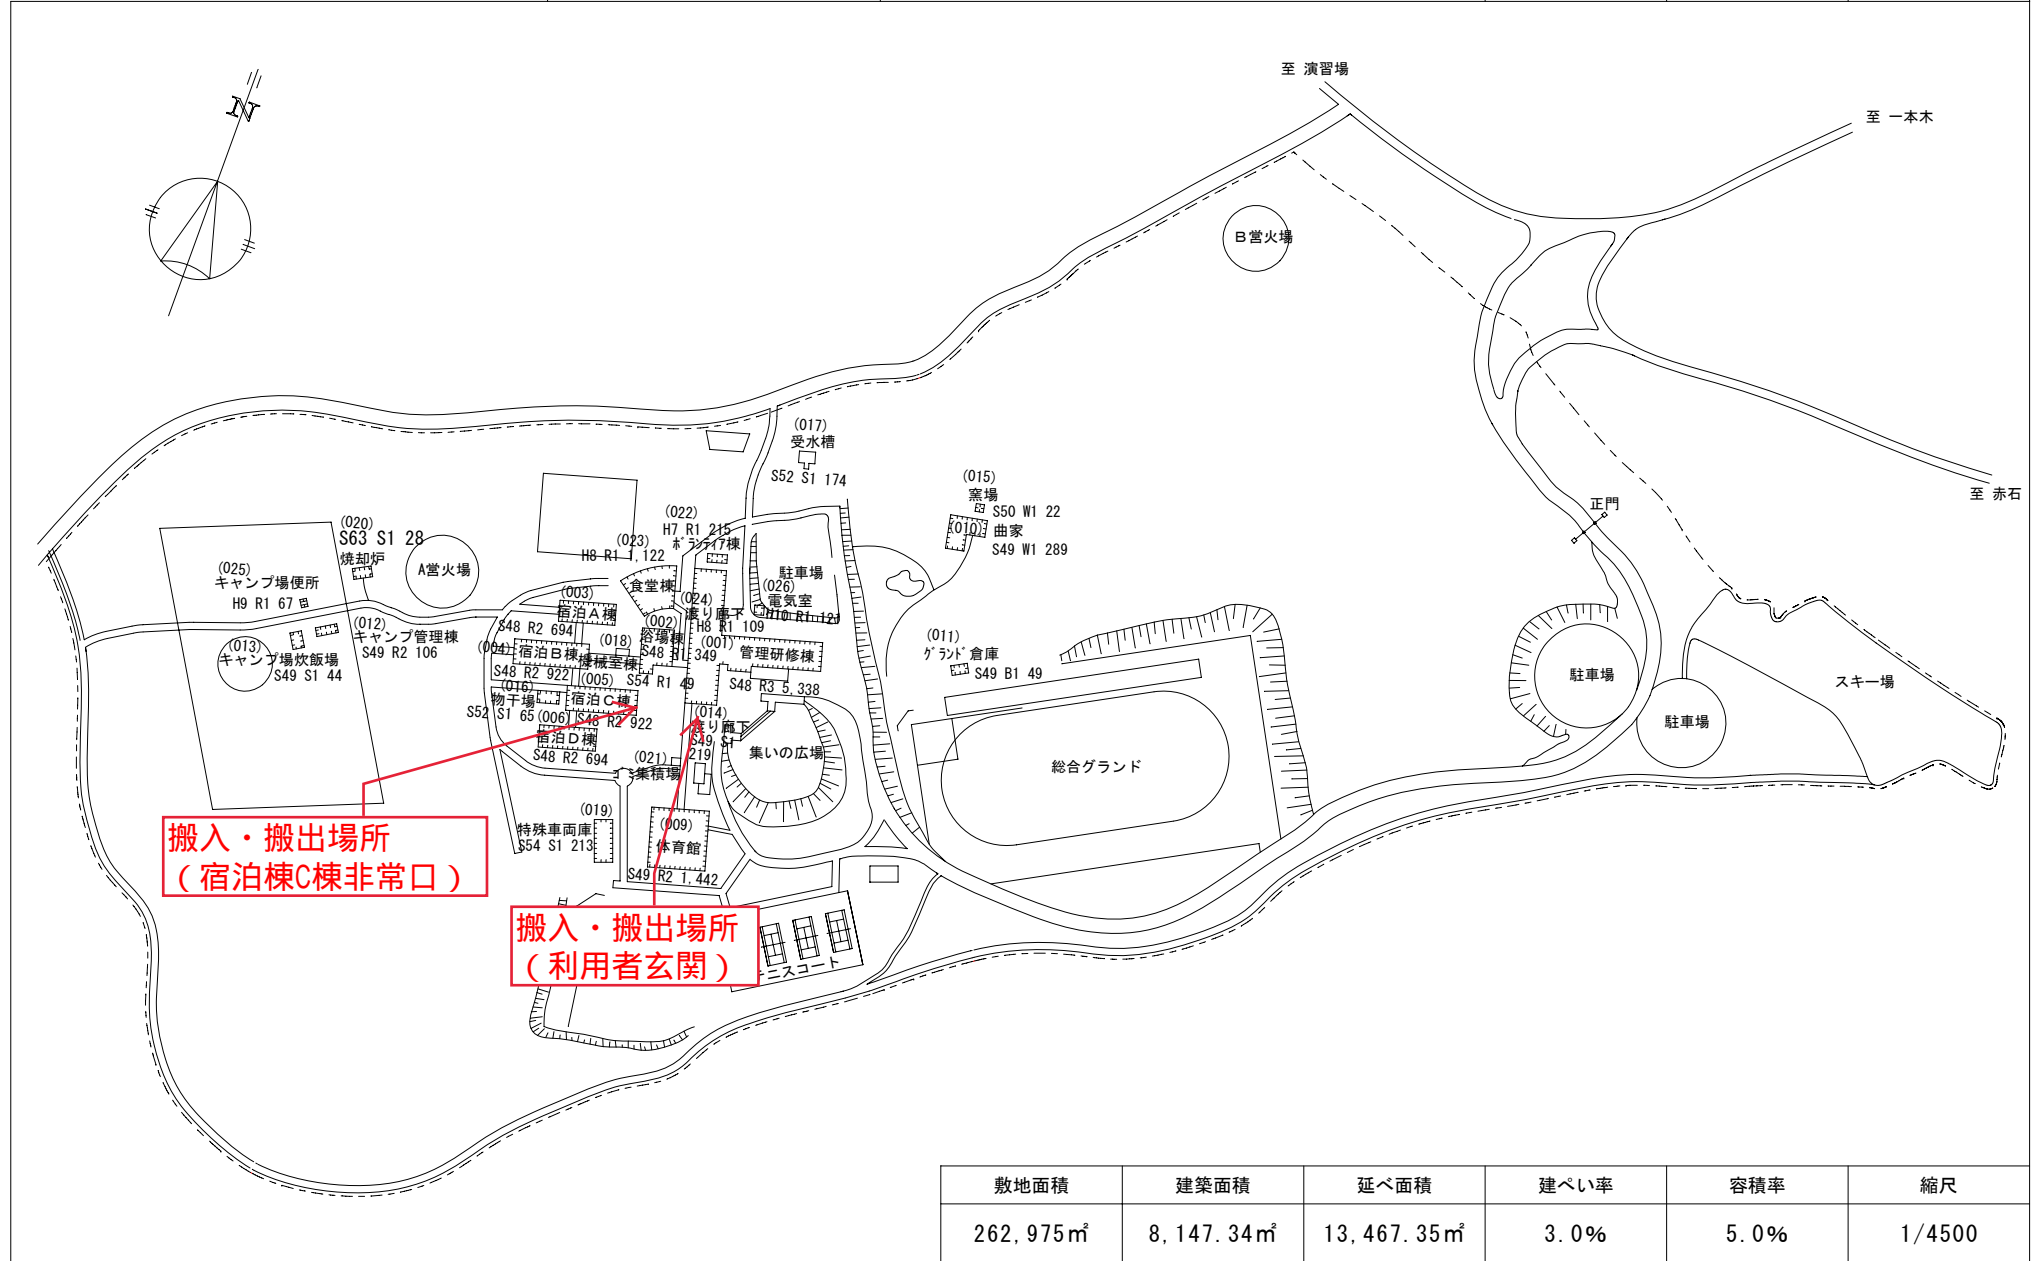 至 演習場
至 一本木
N
B営火場
(017)
受水槽
S52 S1 174
(015)
窯場
S50 W1 22
(010) 曲家
S49 W1 289
正門
至 赤石
(020)
S63 S1 28
焼却炉
A営火場
(025)
キャンプ場便所
H9 R1 67
(022)
H7 R1 215
ボランティア棟
(023)
H8 R1 1,122
食堂棟
駐車場
(026)
電気室
H10 R1 121
(003)
宿泊A棟
S48 R2 694
(024)
渡り廊下
H8 R1 109
(002)
浴場棟
S48 R1 349
(012)
キャンプ管理棟
S49 R2 106
(013)
キャンプ場炊飯場
S49 S1 44
(004)
宿泊B棟
S48 R2 922
(018)
機械室棟
S54 R1 49
(001)
管理研修棟
S48 R3 5,338
(011)
グランド倉庫
S49 B1 49
(005)
宿泊C棟
S48 R2 922
(016)
物干場
S52 S1 65
(006)
宿泊D棟
S48 R2 694
(014)
渡り廊下
S49 S1
219
集いの広場
(021)
ゴミ集積場
総合グランド
駐車場
駐車場
スキー場
(019)
特殊車両庫
S54 S1 213
(009)
体育館
S49 R2 1,442
搬入・搬出場所
(宿泊棟C棟非常口)
搬入・搬出場所
(利用者玄関)
ニスコート
敷地面積 建築面積 延べ面積 建ぺい率 容積率 縮尺
262,975㎡ 8,147.34㎡ 13,467.35㎡ 3.0% 5.0% 1/4500